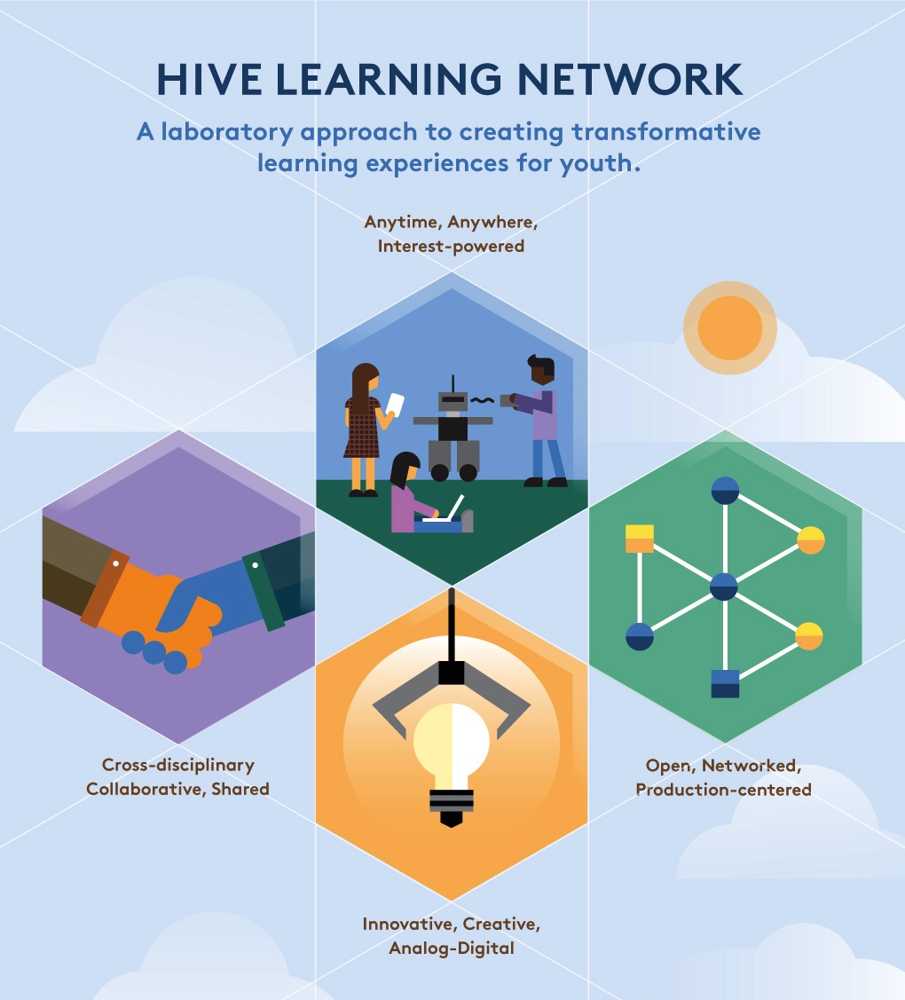 HIVE LEARNING NETWORK
A laboratory approach to creating transformative
learning experiences for youth.
Anytime, Anywhere,
Interest-powered
Cross-disciplinary
Collaborative, Shared
Open, Networked,
Production-centered
Innovative, Creative,
Analog-Digital